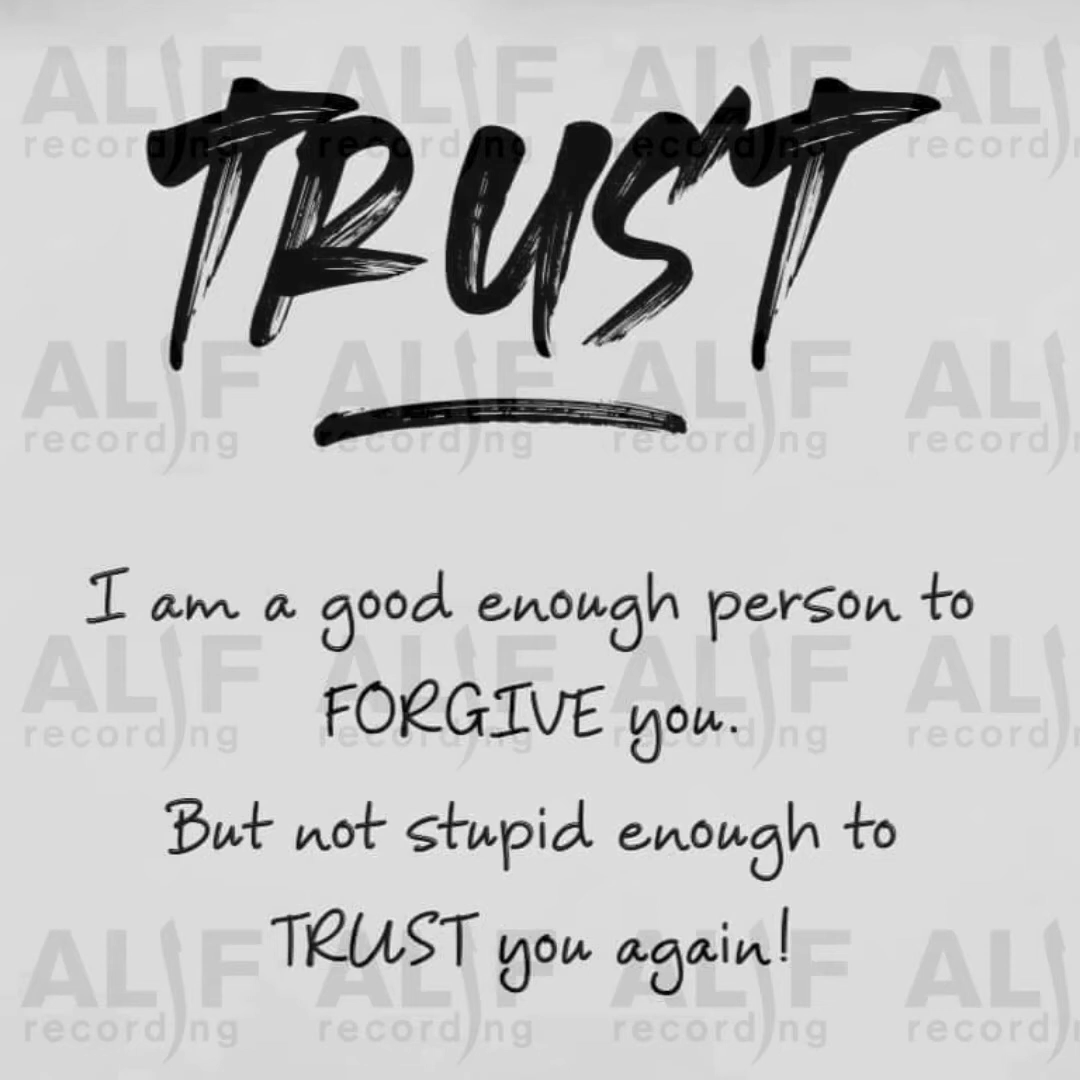 TRUST
I am a good enough person to
FORGIVE you.
But not stupid enough to
TRUST you again!
ALIF recording